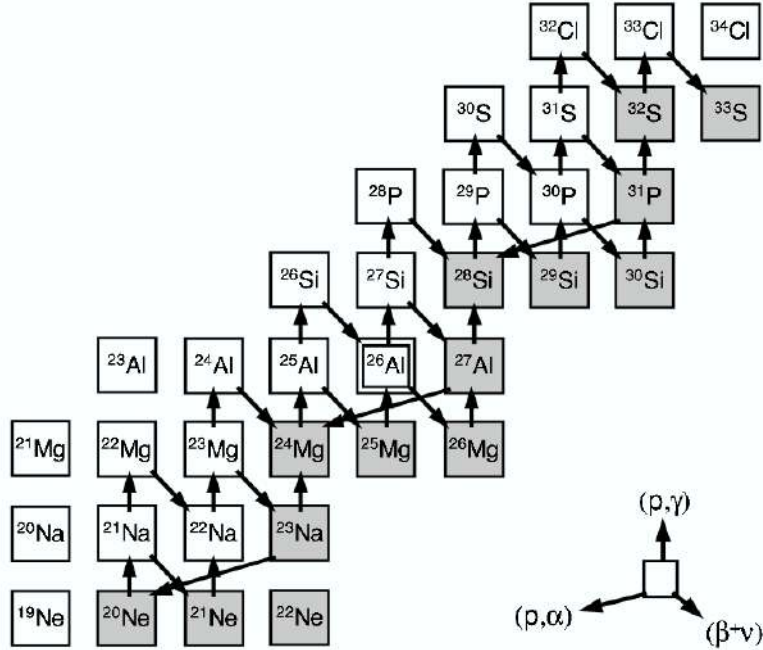 ³²Cl ³³Cl ³⁴Cl
³⁰S ³¹S ³²S ³³S
²⁸P ²⁹P ³⁰P ³¹P
²⁶Si ²⁷Si ²⁸Si ²⁹Si ³⁰Si
²³Al ²⁴Al ²⁵Al ²⁶Al ²⁷Al
²¹Mg ²²Mg ²³Mg ²⁴Mg ²⁵Mg ²⁶Mg
²⁰Na ²¹Na ²²Na ²³Na
¹⁹Ne ²⁰Ne ²¹Ne ²²Ne
(p,γ)
(p,α)
(β⁺ν)